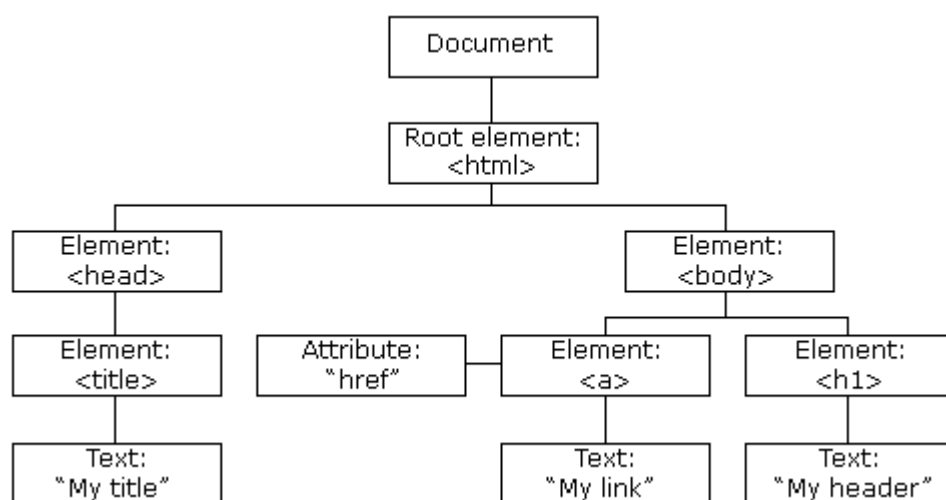 Document
Root element:
<html>
Element:
<head>
Element:
<body>
Element:
<title>
Attribute:
“href”
Element:
<a>
Element:
<h1>
Text:
“My title”
Text:
“My link”
Text:
“My header”